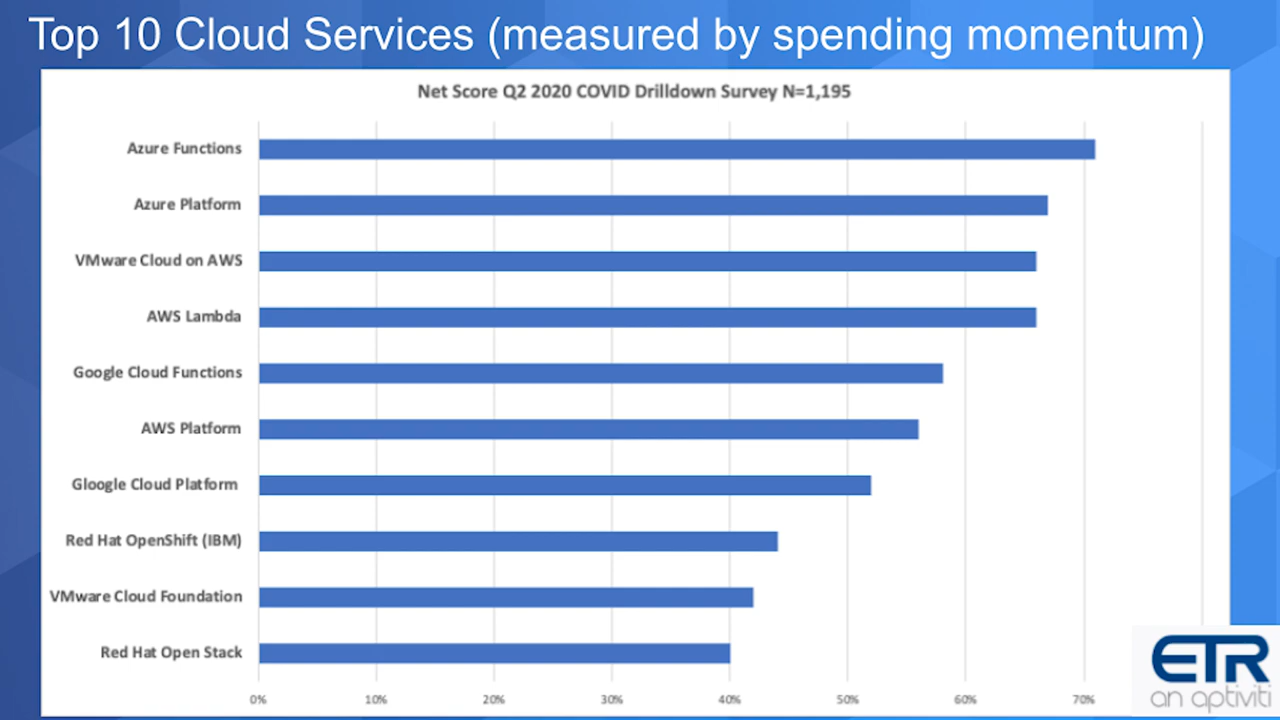 Top 10 Cloud Services (measured by spending momentum)
Net Score Q2 2020 COVID Drilldown Survey N=1,195
Azure Functions
Azure Platform
VMware Cloud on AWS
AWS Lambda
Google Cloud Functions
AWS Platform
Gloogle Cloud Platform
Red Hat OpenShift (IBM)
VMware Cloud Foundation
Red Hat Open Stack
0% 10% 20% 30% 40% 50% 60% 70%
ETR
an aptiviti